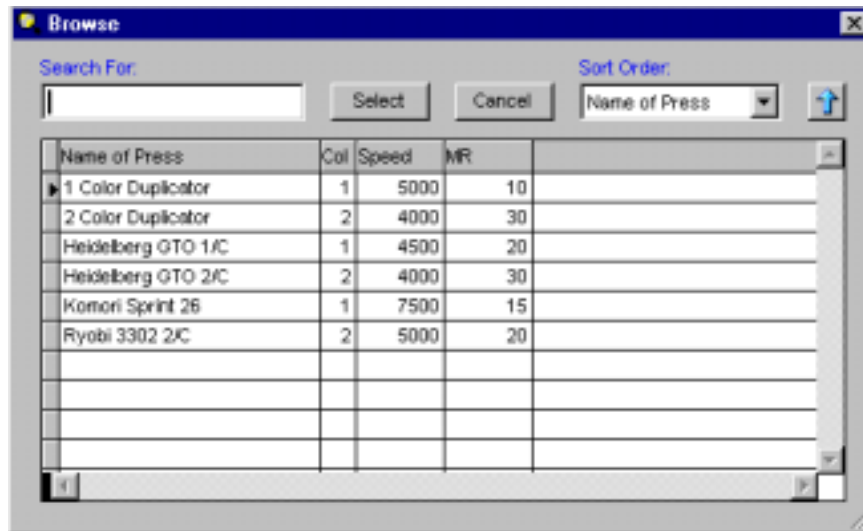 Browse
Search For: Sort Order:
Select Cancel Name of Press
Name of Press Col Speed MR
1 Color Duplicator 1 5000 10
2 Color Duplicator 2 4000 30
Heidelberg GTO 1/C 1 4500 20
Heidelberg GTO 2/C 2 4000 30
Komori Sprint 26 1 7500 15
Ryobi 3302 2/C 2 5000 20